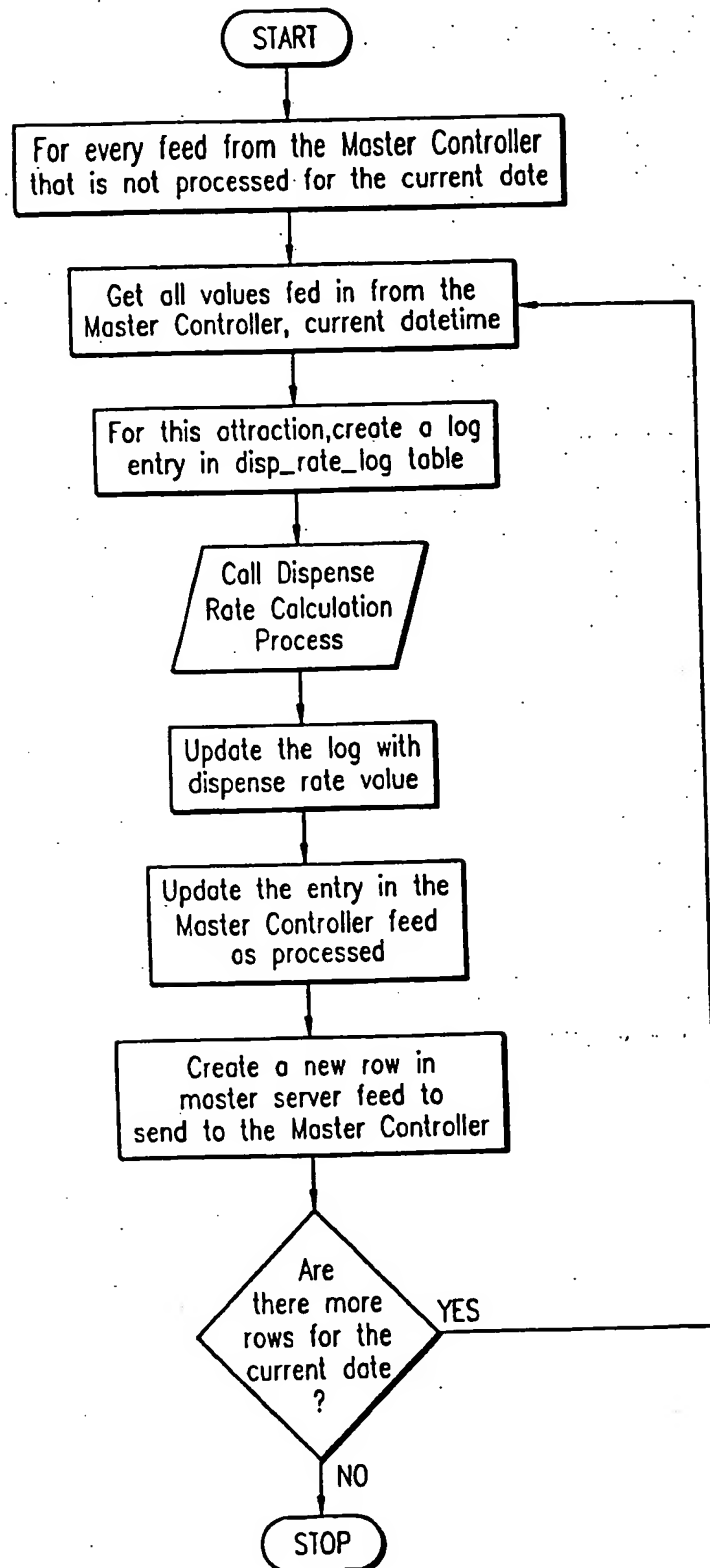 START
For every feed from the Master Controller
that is not processed for the current date
Get all values fed in from the
Master Controller, current datetime
For this attraction,create a log
entry in disp_rate_log table
Call Dispense
Rate Calculation
Process
Update the log with
dispense rate value
Update the entry in the
Master Controller feed
as processed
Create a new row in
master server feed to
send to the Master Controller
Are
there more
rows for the
current date
?
YES
NO
STOP